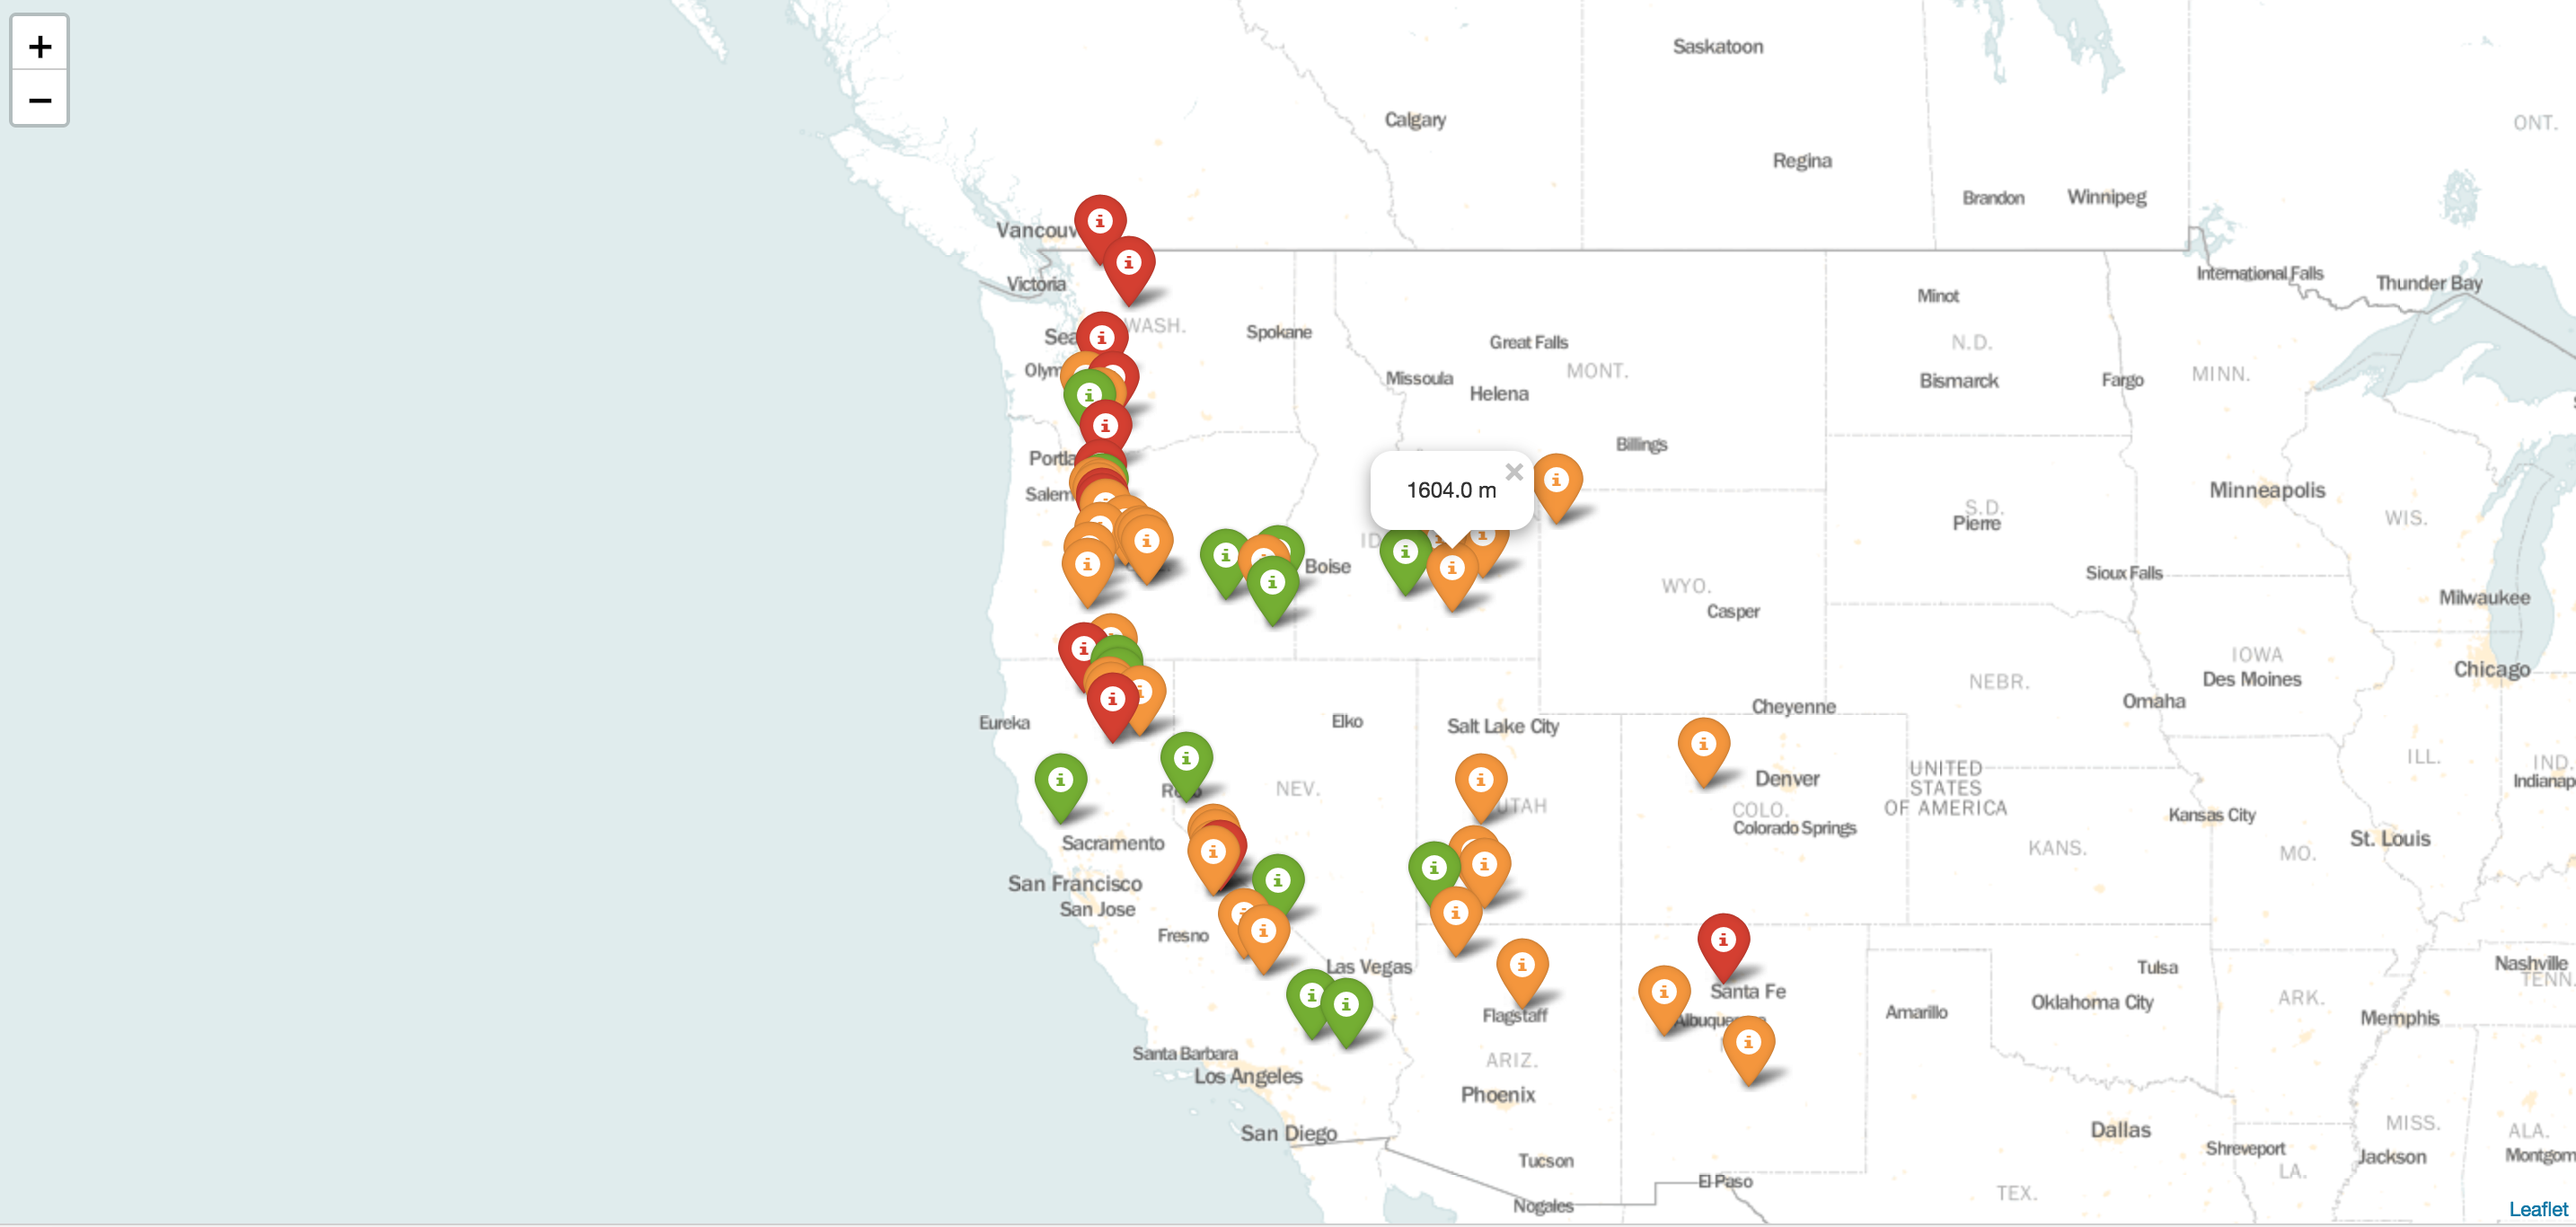 +
−
Saskatoon
Calgary
ONT.
Regina
Brandon
Winnipeg
Vancouv
International Falls
Thunder Bay
Victoria
Minot
WASH.
Spokane
Sea
Great Falls
N.D.
Olym
Missoula
MONT.
Helena
Bismarck
Fargo
MINN.
Billings
Portla
1604.0 m
×
Salem
Minneapolis
S.D.
Pierre
WIS.
ID
Boise
Sioux Falls
WYO.
Casper
Milwaukee
IOWA
Des Moines
Chicago
NEBR.
Omaha
Cheyenne
Eureka
Elko
Salt Lake City
ILL.
IND.
Indianap
UNITED
STATES
OF AMERICA
Denver
NEV.
UTAH
COLO.
Colorado Springs
Kansas City
St. Louis
Sacramento
KANS.
MO.
San Francisco
San Jose
Fresno
Las Vegas
Tulsa
Nashville
TENN.
Santa Fe
Oklahoma City
ARK.
Flagstaff
Albuque
Amarillo
Memphis
Santa Barbara
Los Angeles
ARIZ.
Phoenix
San Diego
Dallas
MISS.
ALA.
Shreveport
Jackson
Montgom
Tucson
LA.
El Paso
TEX.
Nogales
Leaflet